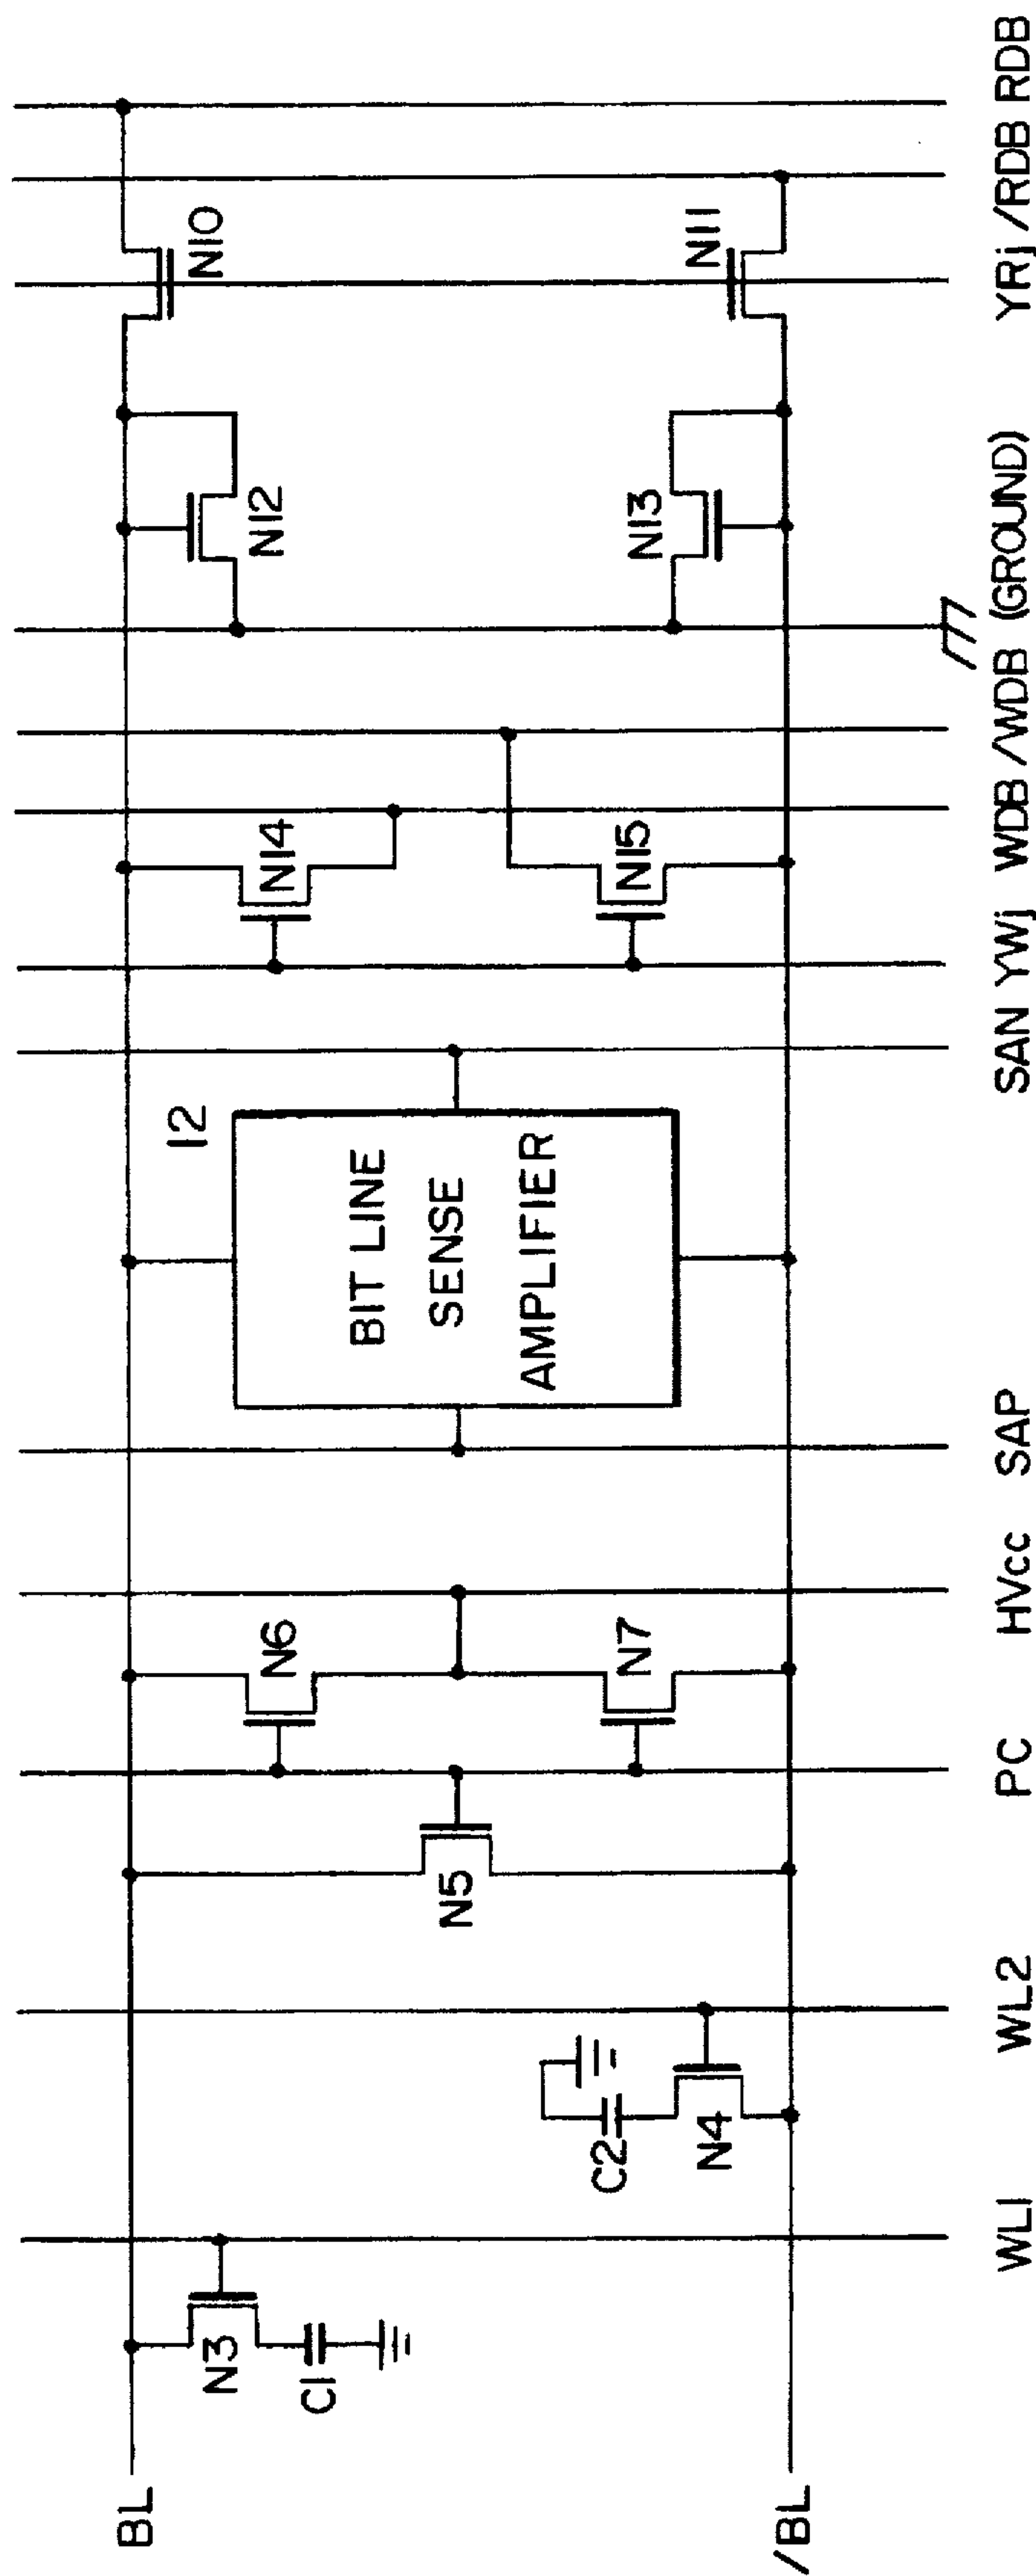 BL
/BL
N3
C1
C2
N4
N5
N6
N7
12
BIT LINE
SENSE
AMPLIFIER
N14
N15
N12
N13
N10
N11
WL1
WL2
PC
HVcc
SAP
SAN
YWj
WDB
/WDB
(GROUND)
YRj
/RDB
RDB